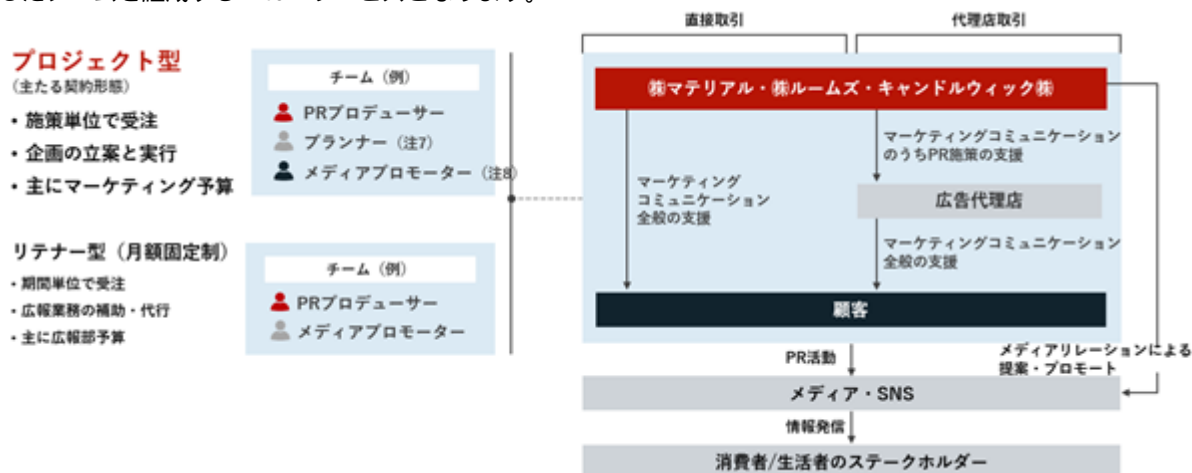 直接取引
代理店取引
プロジェクト型
(主たる契約形態)
・施策単位で受注
・企画の立案と実行
・主にマーケティング予算
チーム(例)
PRプロデューサー
プランナー(注7)
メディアプロモーター(注8)
リテナー型(月額固定制)
・期間単位で受注
・広報業務の補助・代行
・主に広報部予算
チーム(例)
PRプロデューサー
メディアプロモーター
㈱マテリアル・㈱ルームズ・キャンドルウィック㈱
マーケティング
コミュニケーション
全般の支援
マーケティングコミュニケーション
のうちPR施策の支援
広告代理店
マーケティングコミュニケーション
全般の支援
顧客
PR活動
メディアリレーションによる
提案・プロモート
メディア・SNS
情報発信
消費者/生活者のステークホルダー